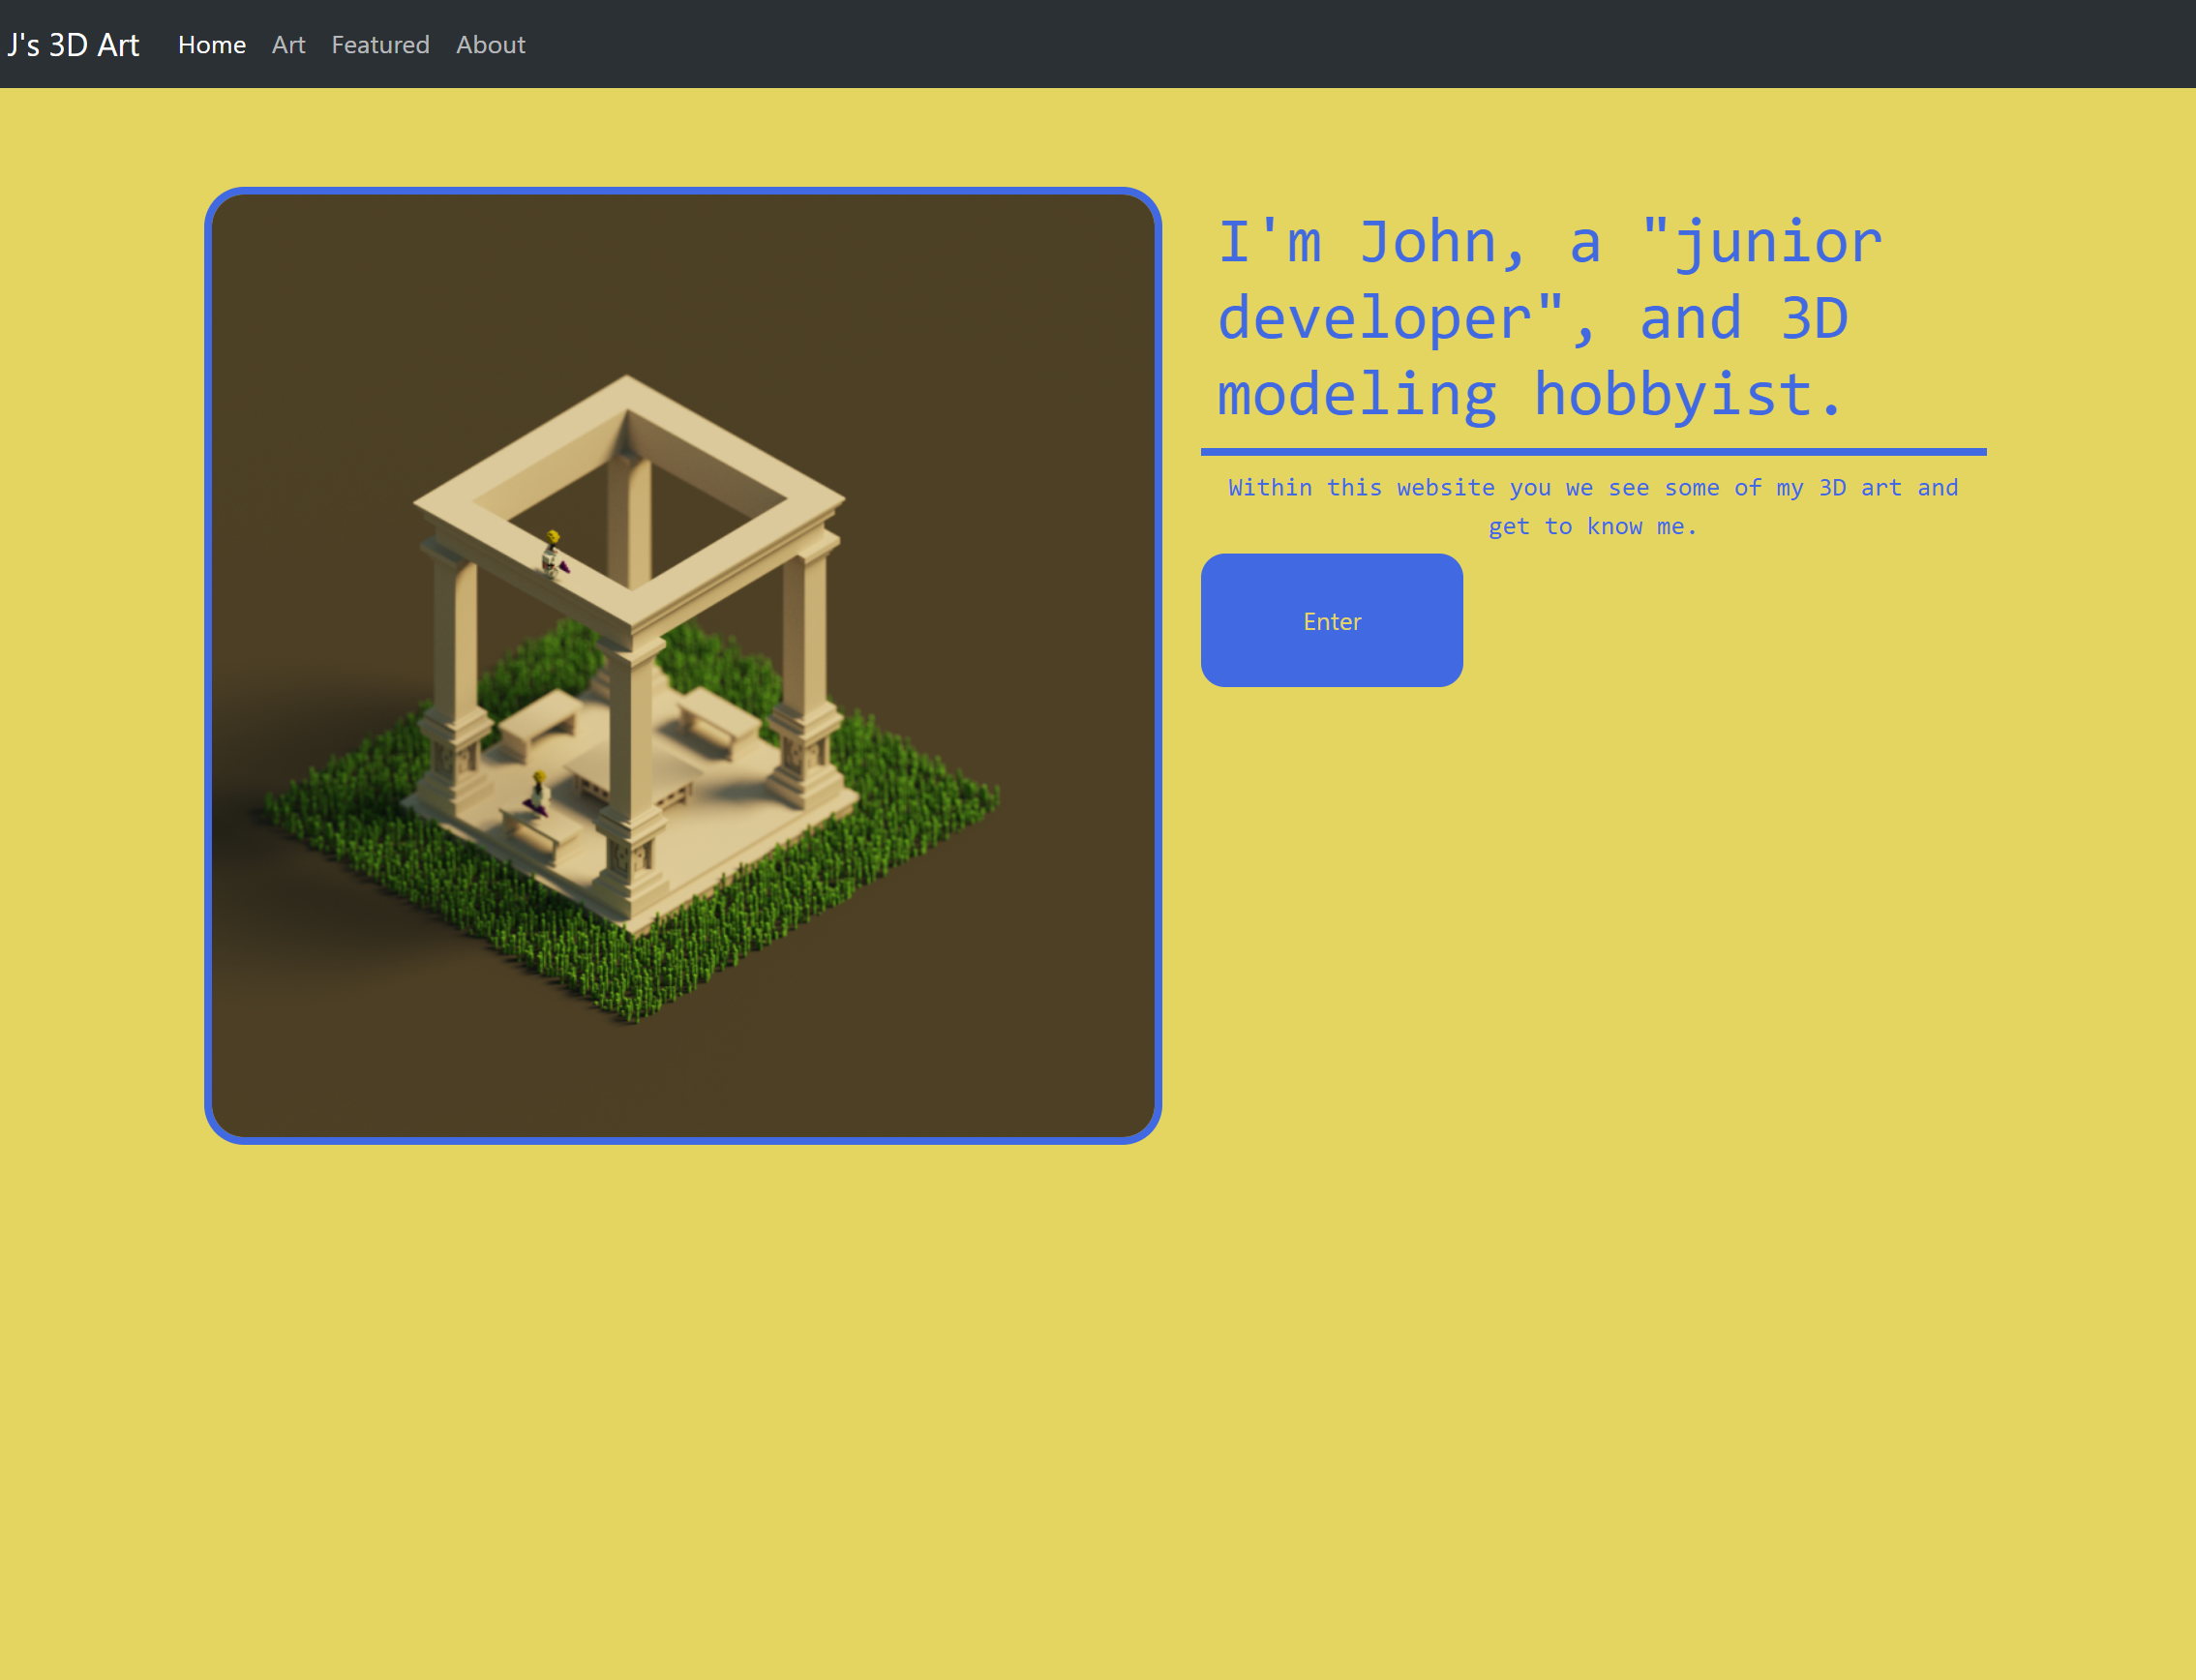 J's 3D Art Home Art Featured About
I'm John, a "junior
developer", and 3D
modeling hobbyist.
Within this website you we see some of my 3D art and
get to know me.
Enter